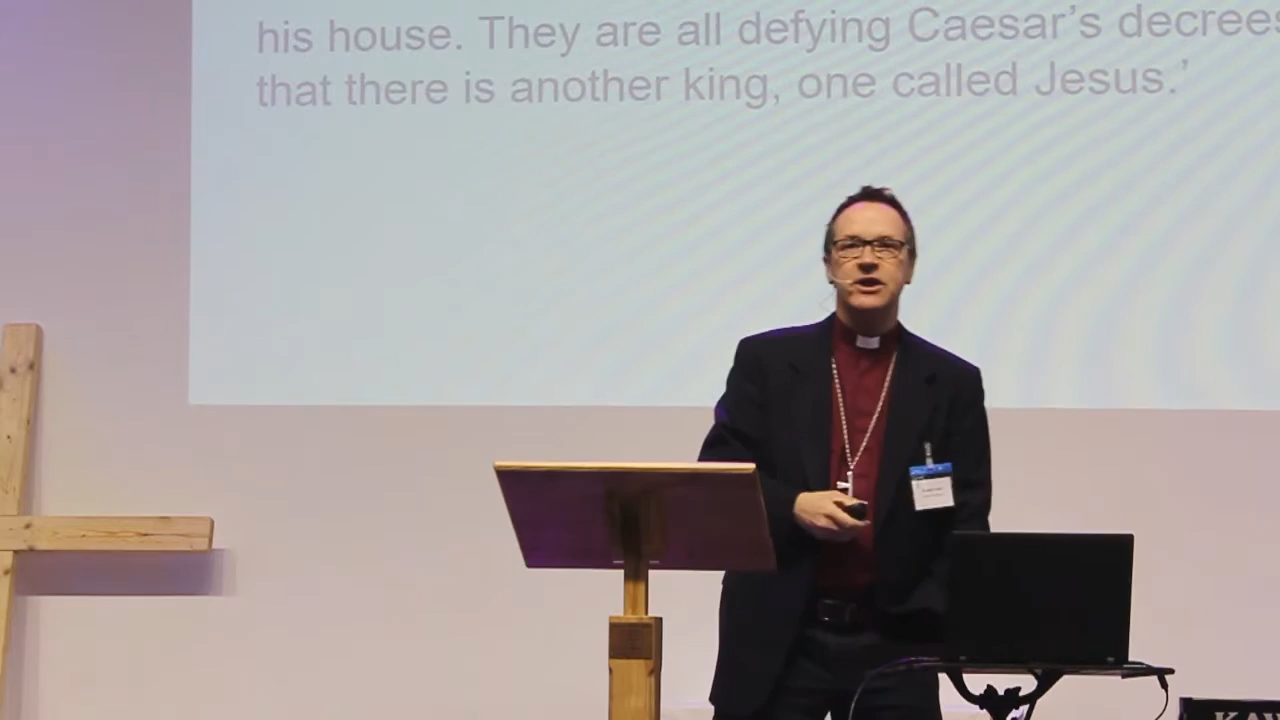 his house. They are all defying Caesar’s decrees
that there is another king, one called Jesus.’